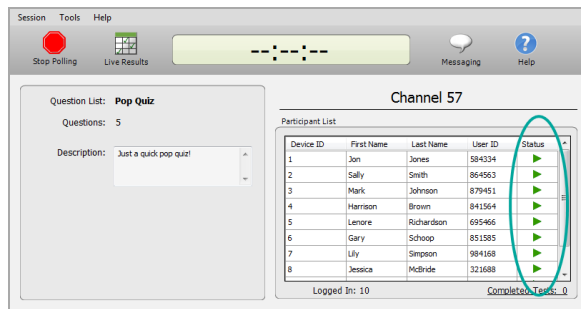 Session Tools Help
Stop Polling Live Results --:--:-- Messaging Help
Question List: Pop Quiz
Questions: 5
Description: Just a quick pop quiz!
Channel 57
Participant List
Device ID First Name Last Name User ID Status
1 Jon Jones 584334
2 Sally Smith 864563
3 Mark Johnson 879451
4 Harrison Brown 841564
5 Lenore Richardson 695466
6 Gary Schoop 851585
7 Lily Simpson 984168
8 Jessica McBride 321688
Logged In: 10 Completed Tests: 0